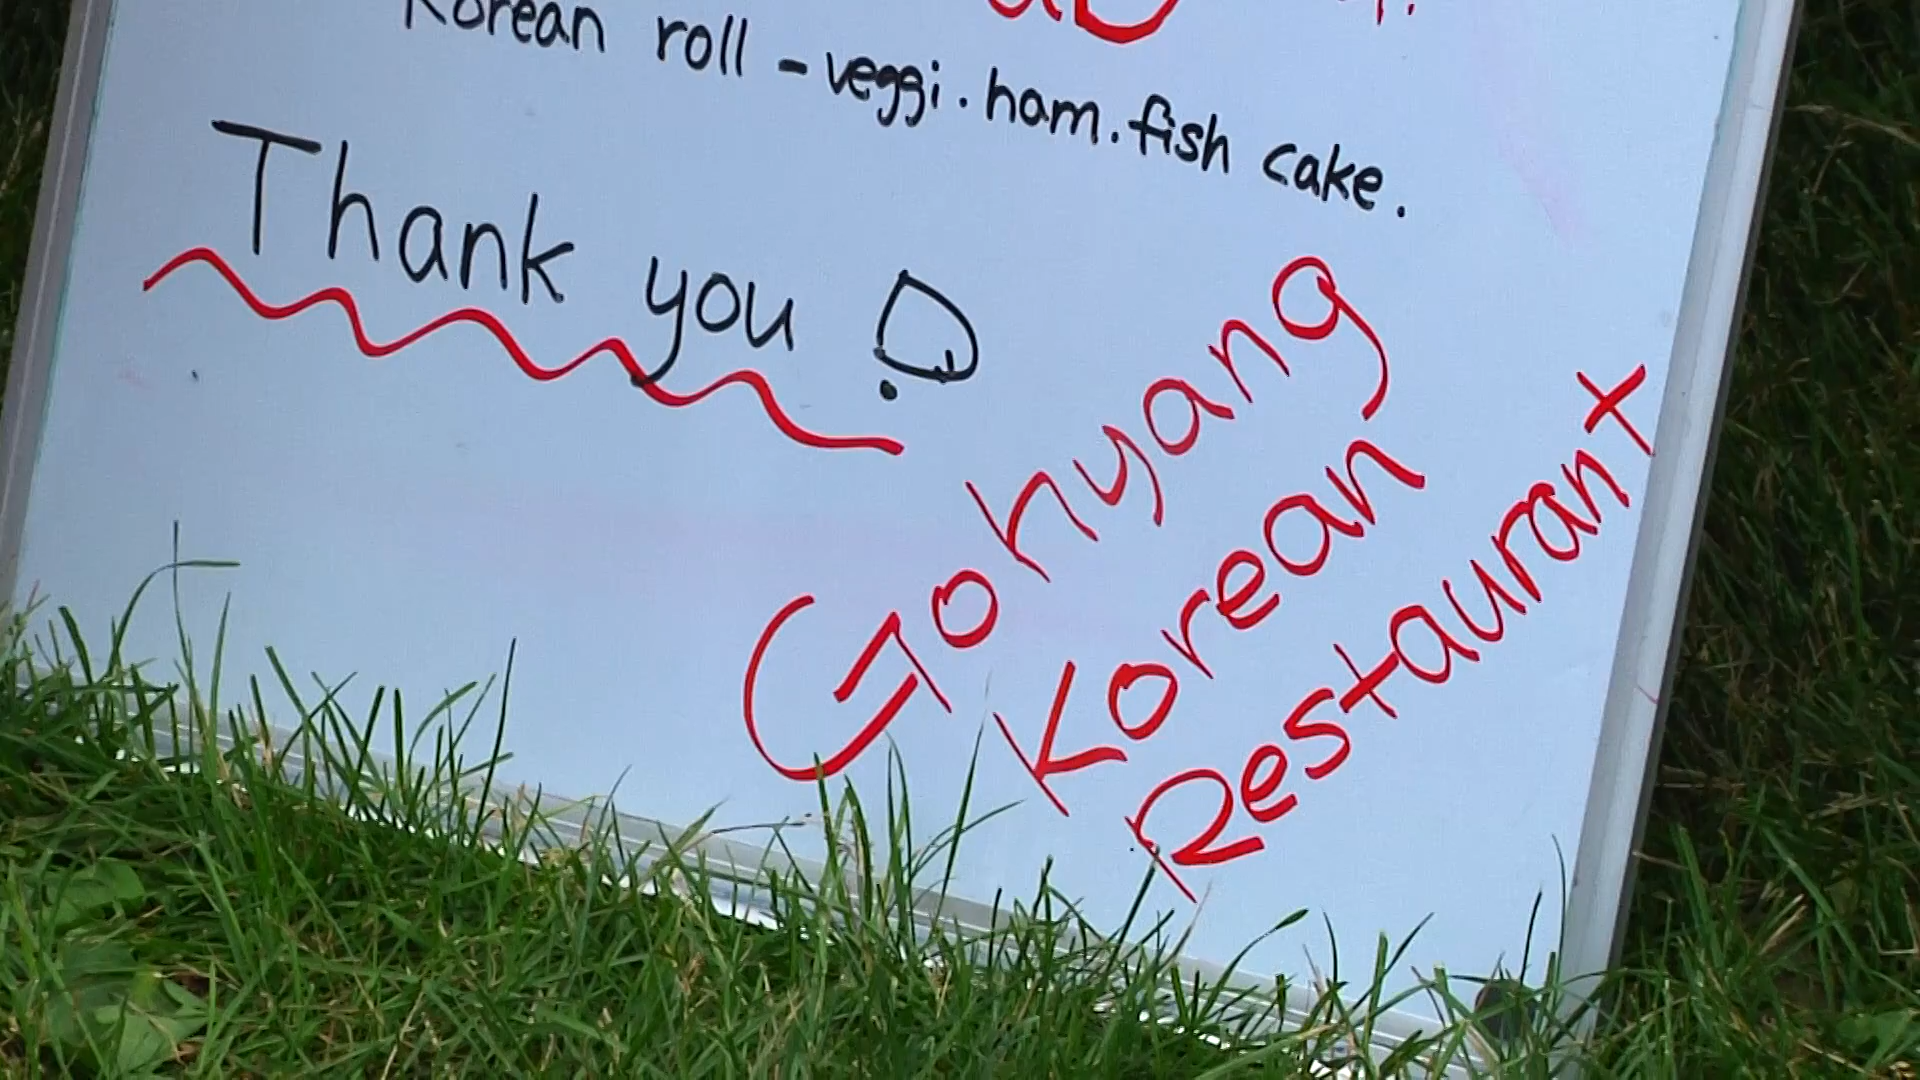 Korean roll - veggi. ham. fish cake.
Thank you
Gohyang
Korean
Restaurant